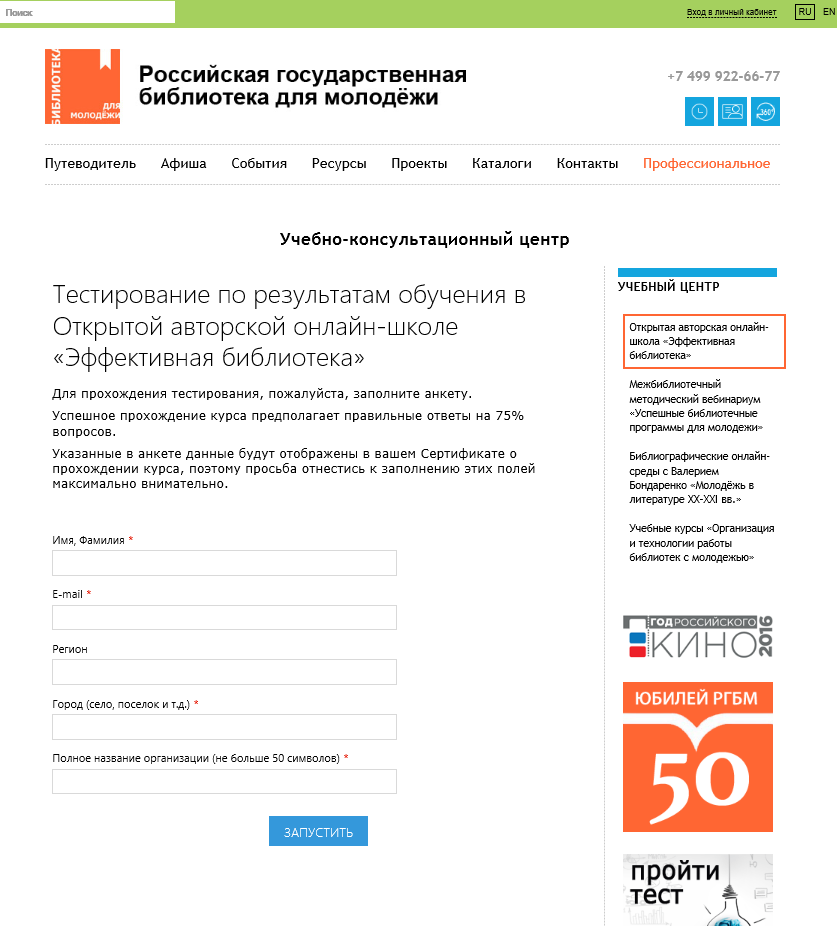 Поиск
Вход в личный кабинет
RU
EN
БИБЛИОТЕКА
для
молодёжи
Российская государственная
библиотека для молодёжи
+7 499 922-66-77
360°
Путеводитель
Афиша
События
Ресурсы
Проекты
Каталоги
Контакты
Профессиональное
Учебно-консультационный центр
Тестирование по результатам обучения в
Открытой авторской онлайн-школе
«Эффективная библиотека»
Для прохождения тестирования, пожалуйста, заполните анкету.
Успешное прохождение курса предполагает правильные ответы на 75%
вопросов.
Указанные в анкете данные будут отображены в вашем Сертификате о
прохождении курса, поэтому просьба отнестись к заполнению этих полей
максимально внимательно.
Имя, Фамилия *
E-mail *
Регион
Город (село, поселок и т.д.) *
Полное название организации (не больше 50 символов) *
ЗАПУСТИТЬ
УЧЕБНЫЙ ЦЕНТР
Открытая авторская онлайн-
школа «Эффективная
библиотека»
Межбиблиотечный
методический вебинариум
«Успешные библиотечные
программы для молодежи»
Библиографические онлайн-
среды с Валерием
Бондаренко «Молодёжь в
литературе XX-XXI вв.»
Учебные курсы «Организация
и технологии работы
библиотек с молодежью»
ГОД РОССИЙСКОГО
КИНО
2016
ЮБИЛЕЙ РГБМ
50
пройти
тест